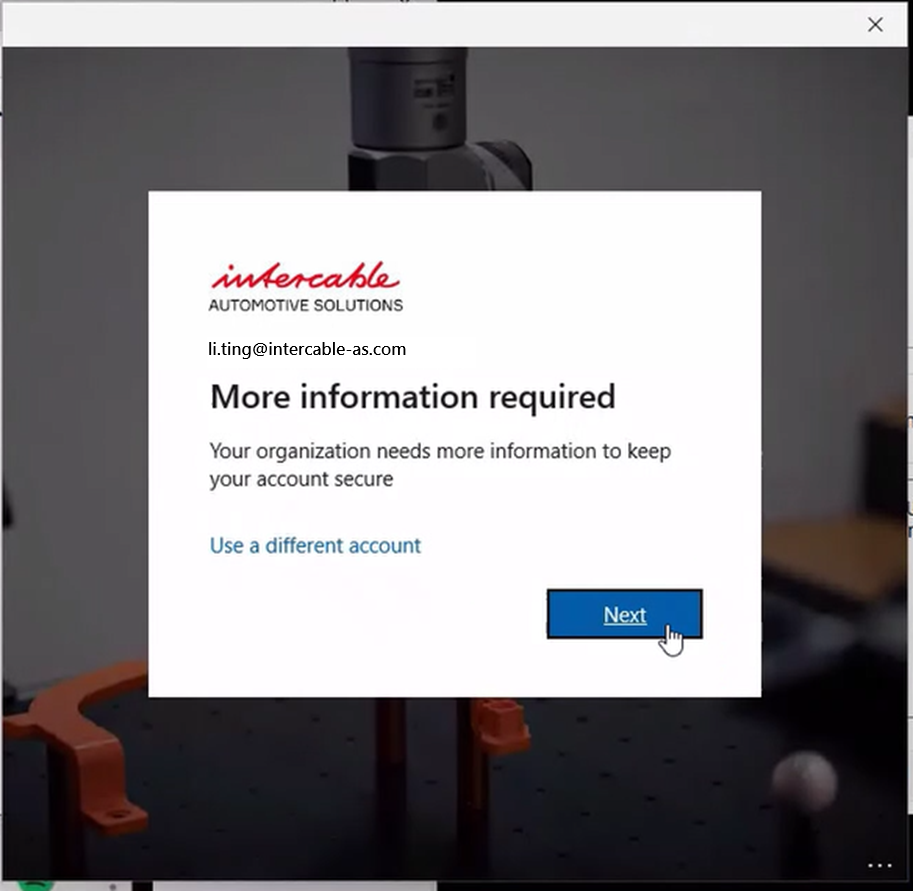 intercable
AUTOMOTIVE SOLUTIONS
li.ting@intercable-as.com
More information required
Your organization needs more information to keep
your account secure
Use a different account
Next